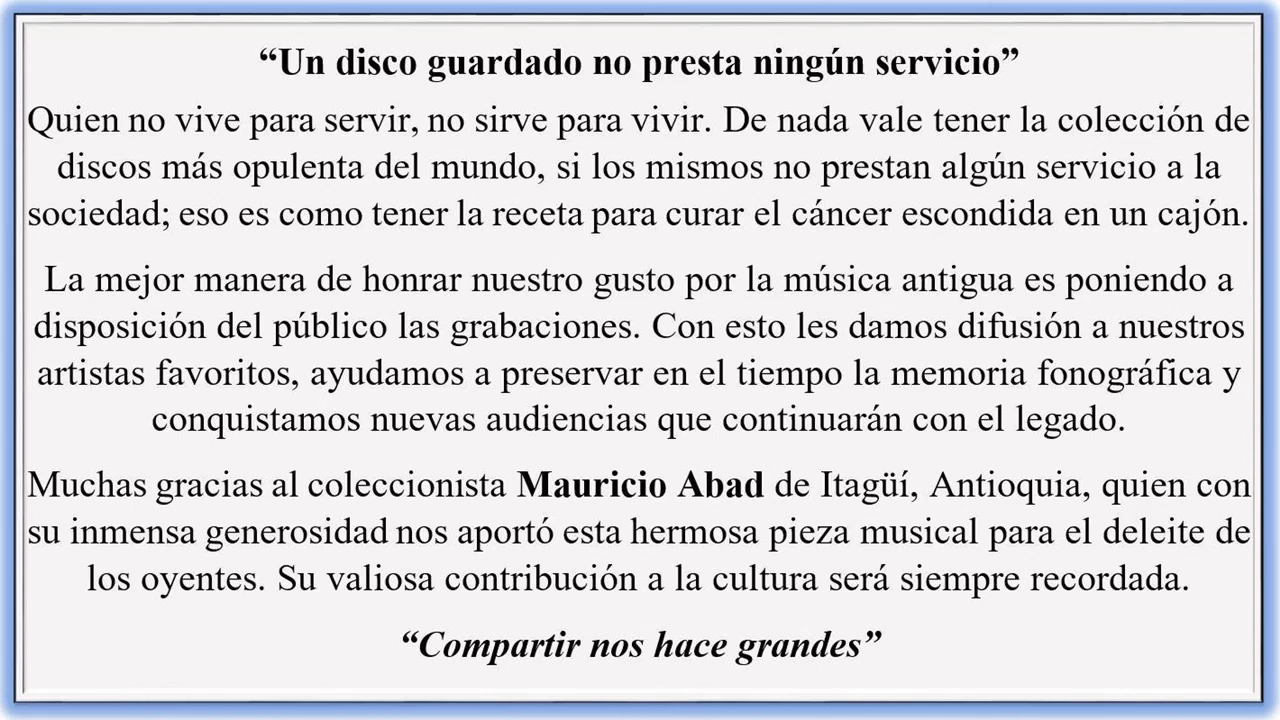 “Un disco guardado no presta ningún servicio”
Quien no vive para servir, no sirve para vivir. De nada vale tener la colección de
discos más opulenta del mundo, si los mismos no prestan algún servicio a la
sociedad; eso es como tener la receta para curar el cáncer escondida en un cajón.
La mejor manera de honrar nuestro gusto por la música antigua es poniendo a
disposición del público las grabaciones. Con esto les damos difusión a nuestros
artistas favoritos, ayudamos a preservar en el tiempo la memoria fonográfica y
conquistamos nuevas audiencias que continuarán con el legado.
Muchas gracias al coleccionista Mauricio Abad de Itagüí, Antioquia, quien con
su inmensa generosidad nos aportó esta hermosa pieza musical para el deleite de
los oyentes. Su valiosa contribución a la cultura será siempre recordada.
“Compartir nos hace grandes”